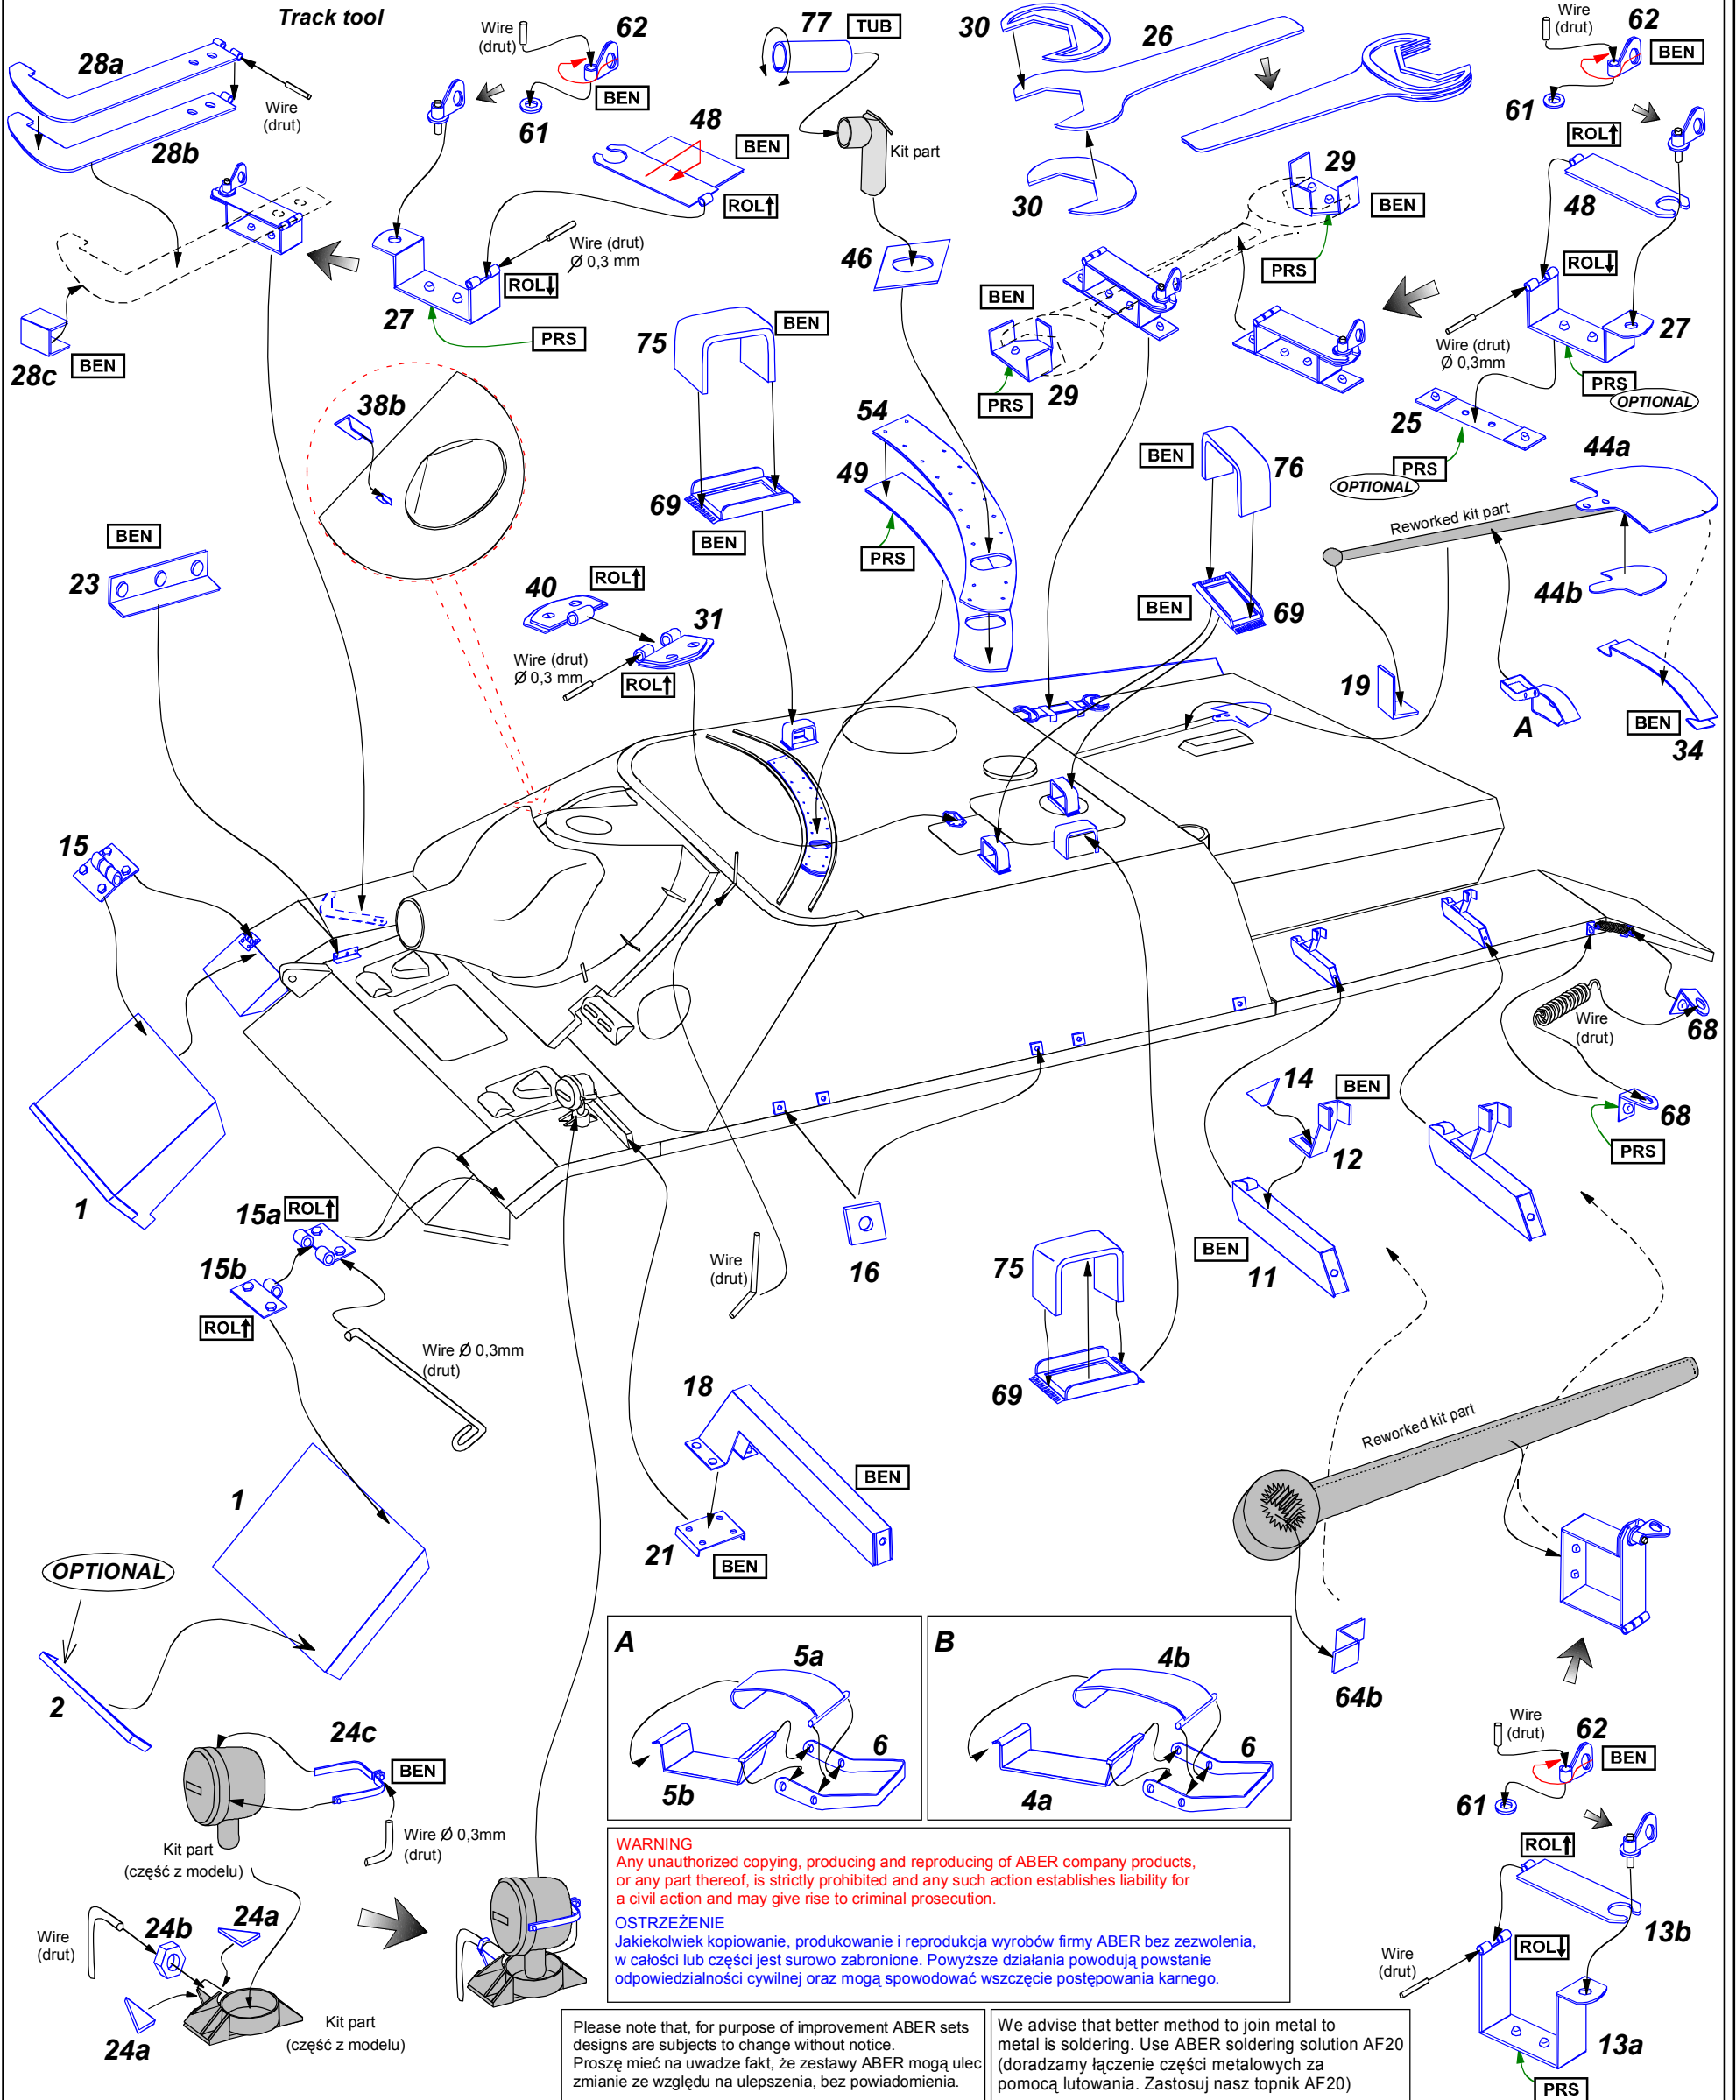 Track tool
28a
28b
Wire
(drut)
28c
BEN
Wire
(drut)
62
BEN
61
48
BEN
ROL↑
Wire (drut)
Ø 0,3 mm
ROL↓
27
PRS
77
TUB
Kit part
46
30
26
30
29
BEN
PRS
BEN
PRS
29
Wire
(drut)
62
BEN
61
ROL↑
48
ROL↓
27
Wire (drut)
Ø 0,3mm
PRS
OPTIONAL
25
PRS
OPTIONAL
38b
75
BEN
69
BEN
54
49
PRS
BEN
76
BEN
69
44a
Reworked kit part
44b
19
A
BEN
34
BEN
23
40
ROL↑
31
Wire (drut)
Ø 0,3 mm
ROL↑
15
1
15a
ROL↑
15b
ROL↑
Wire Ø 0,3mm
(drut)
Wire
(drut)
16
14
BEN
12
BEN
11
Wire
(drut)
68
68
PRS
75
69
18
BEN
21
BEN
1
OPTIONAL
2
Reworked kit part
64b
24c
BEN
Kit part
(część z modelu)
Wire Ø 0,3mm
(drut)
Wire
(drut)
24b
24a
24a
Kit part
(część z modelu)
A
5a
5b
6
B
4b
4a
6
Wire
(drut)
62
BEN
61
ROL↑
13b
ROL↓
Wire
(drut)
13a
PRS
WARNING
Any unauthorized copying, producing and reproducing of ABER company products,
or any part thereof, is strictly prohibited and any such action establishes liability for
a civil action and may give rise to criminal prosecution.
OSTRZEŻENIE
Jakiekolwiek kopiowanie, produkowanie i reprodukcja wyrobów firmy ABER bez zezwolenia,
w całości lub części jest surowo zabronione. Powyższe działania powodują powstanie
odpowiedzialności cywilnej oraz mogą spowodować wszczęcie postępowania karnego.
Please note that, for purpose of improvement ABER sets
designs are subjects to change without notice.
Proszę mieć na uwadze fakt, że zestawy ABER mogą ulec
zmianie ze względu na ulepszenia, bez powiadomienia.
We advise that better method to join metal to
metal is soldering. Use ABER soldering solution AF20
(doradzamy łączenie części metalowych za
pomocą lutowania. Zastosuj nasz topnik AF20)